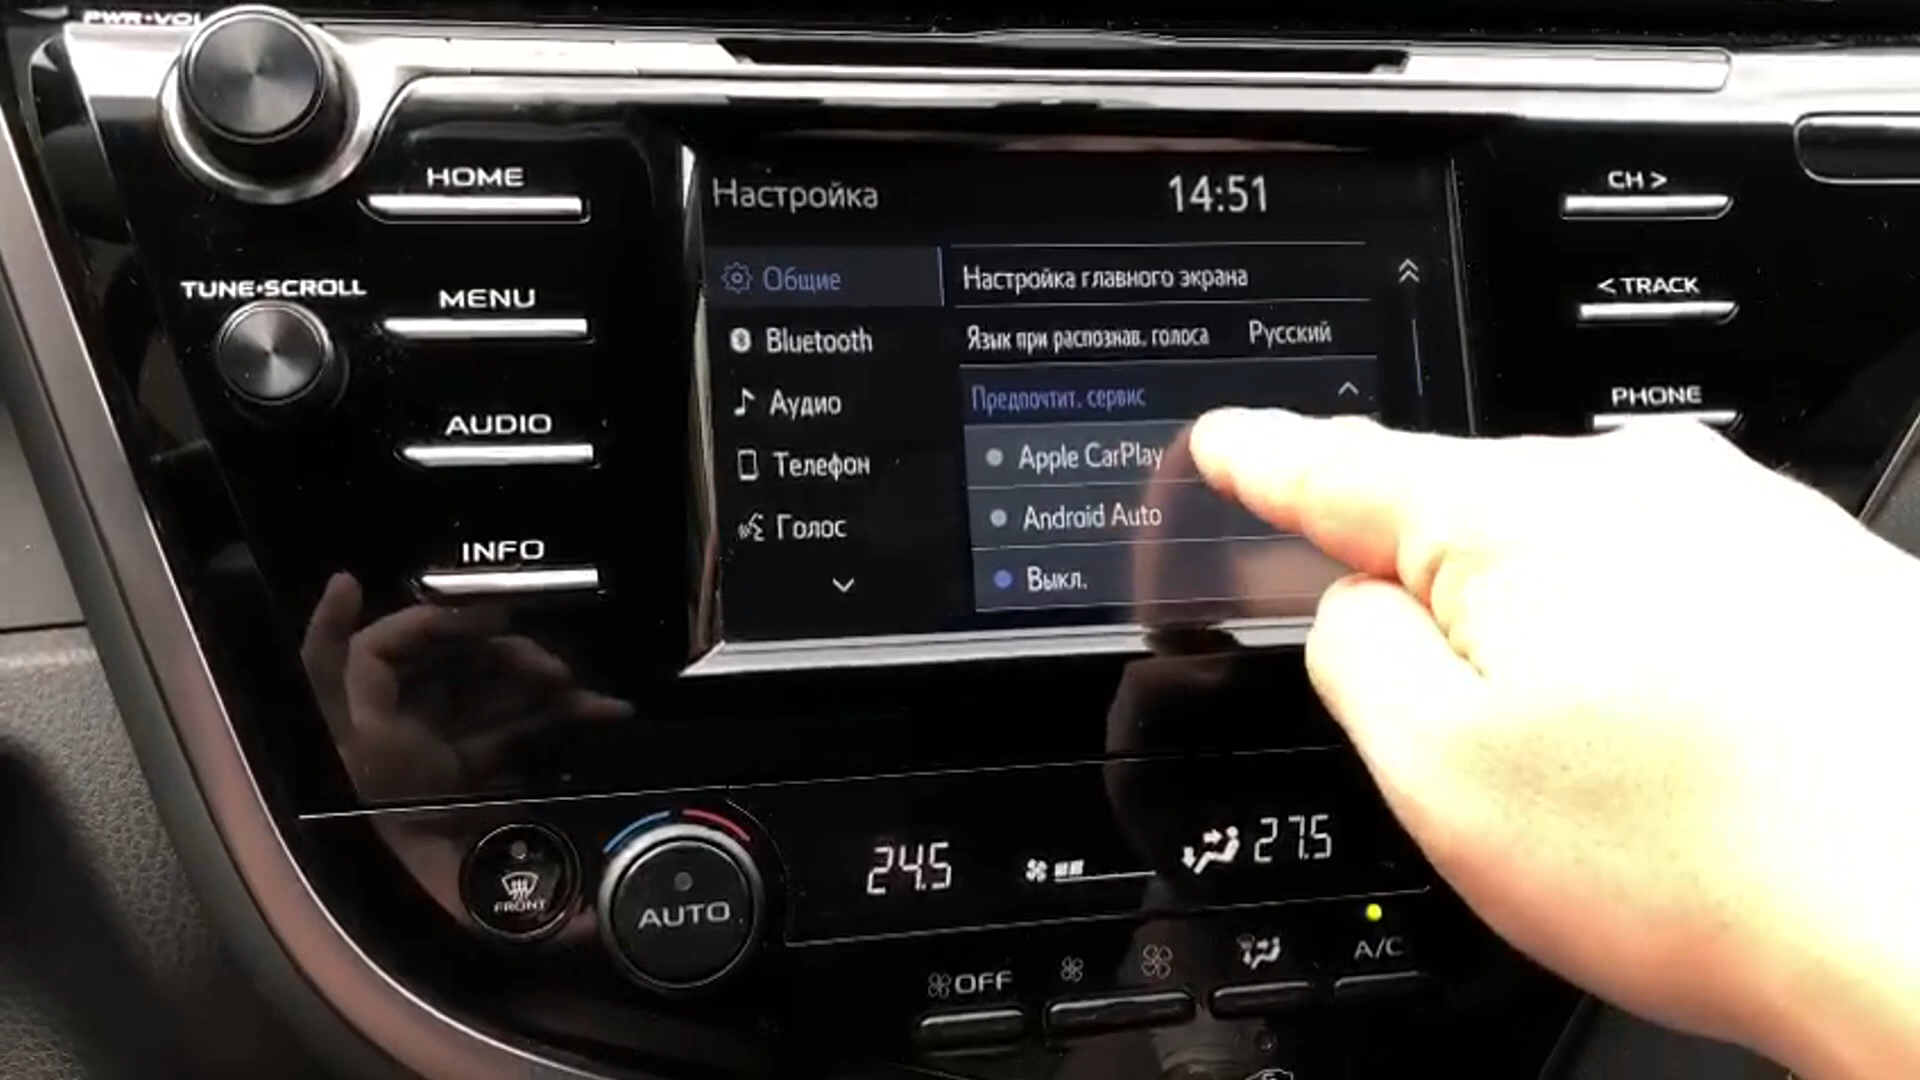 PWR•VOL
HOME
TUNE•SCROLL
MENU
AUDIO
INFO
Настройка
14:51
Общие
Bluetooth
Аудио
Телефон
Голос
Настройка главного экрана
Язык при распознав. голоса Русский
Предпочтит. сервис
Apple CarPlay
Android Auto
Выкл.
CH >
< TRACK
PHONE
FRONT
AUTO
24.5
27.5
OFF
A/C